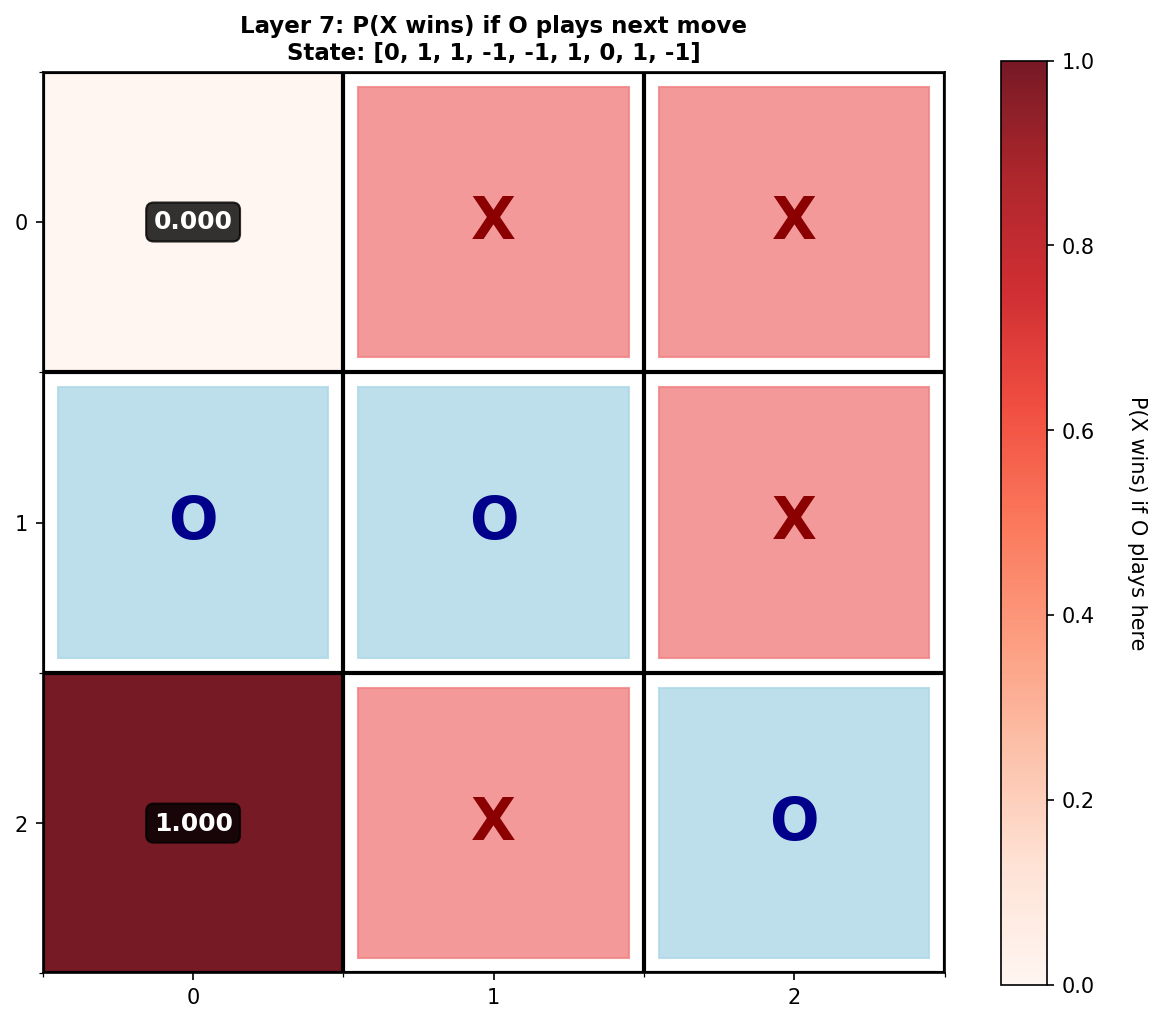 Layer 7: P(X wins) if O plays next move
State: [0, 1, 1, -1, -1, 1, 0, 1, -1]
0
0.000
X
X
1
O
O
X
2
1.000
X
O
0
1
2
1.0
0.8
0.6
0.4
0.2
0.0
P(X wins) if O plays here